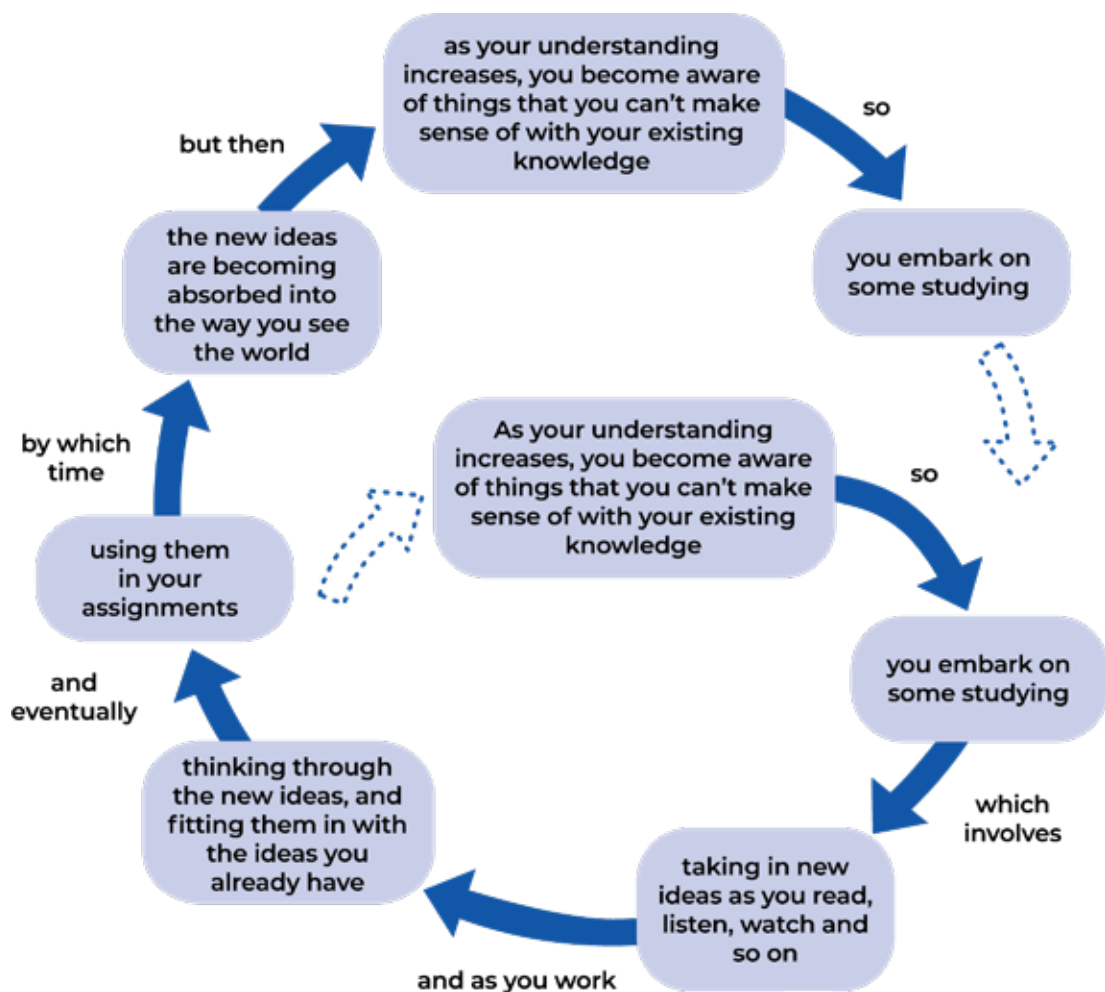 As your understanding
increases, you become aware
of things that you can't make
sense of with your existing
knowledge
so
you embark on
some studying
which
involves
taking in new
ideas as you read,
listen, watch and
so on
and as you work
thinking through
the new ideas, and
fitting them in with
the ideas you
already have
and
eventually
using them
in your
assignments
by which
time
the new ideas
are becoming
absorbed into
the way you see
the world
but then
as your understanding
increases, you become aware
of things that you can't make
sense of with your existing
knowledge
so
you embark on
some studying